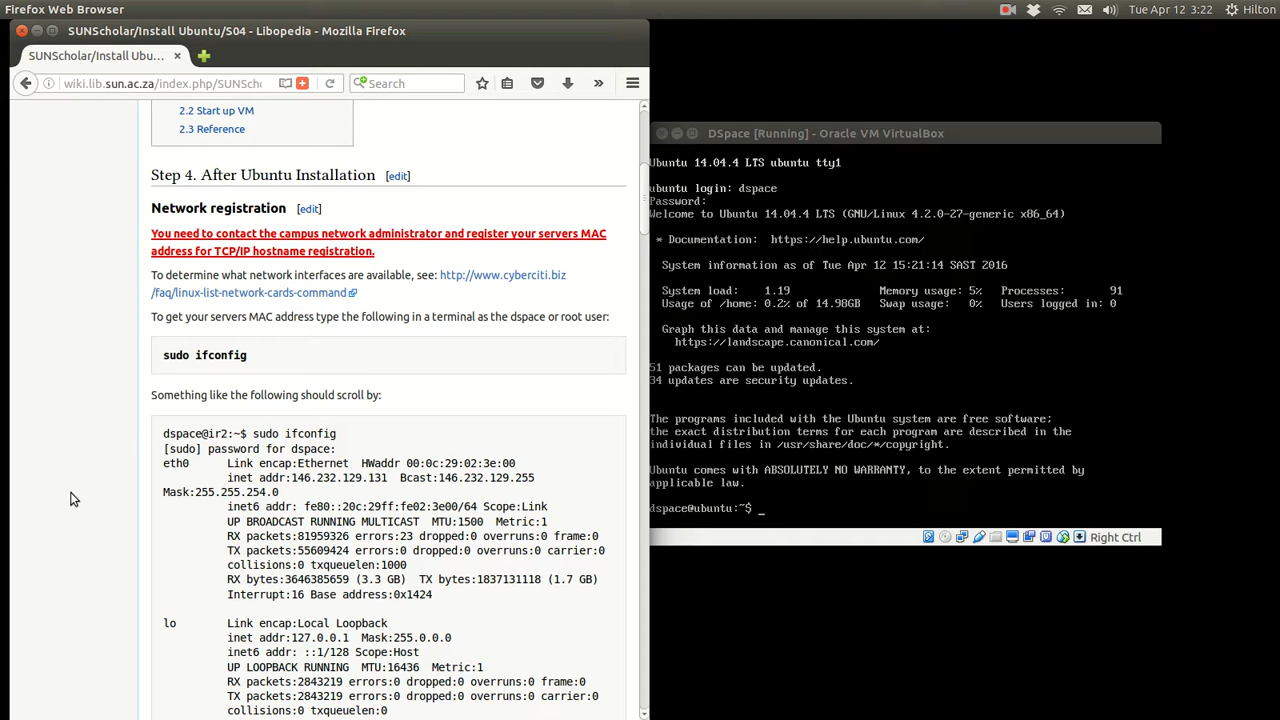 Firefox Web Browser
Tue Apr 12 3:22 Hilton
SUNScholar/Install Ubuntu/S04 - Libopedia - Mozilla Firefox
SUNScholar/Install Ubu...
wiki.lib.sun.ac.za/index.php/SUNSch
Search
2.2 Start up VM
2.3 Reference
Step 4. After Ubuntu Installation [edit]
Network registration [edit]
You need to contact the campus network administrator and register your servers MAC
address for TCP/IP hostname registration.
To determine what network interfaces are available, see: http://www.cyberciti.biz
/faq/linux-list-network-cards-command
To get your servers MAC address type the following in a terminal as the dspace or root user:
sudo ifconfig
Something like the following should scroll by:
dspace@ir2:~$ sudo ifconfig
[sudo] password for dspace:
eth0 Link encap:Ethernet HWaddr 00:0c:29:02:3e:00
inet addr:146.232.129.131 Bcast:146.232.129.255
Mask:255.255.254.0
inet6 addr: fe80::20c:29ff:fe02:3e00/64 Scope:Link
UP BROADCAST RUNNING MULTICAST MTU:1500 Metric:1
RX packets:31959326 errors:23 dropped:0 overruns:0 frame:0
TX packets:55609424 errors:0 dropped:0 overruns:0 carrier:0
collisions:0 txqueuelen:1000
RX bytes:3646385659 (3.3 GB) TX bytes:1837131118 (1.7 GB)
Interrupt:16 Base address:0x1424
lo Link encap:Local Loopback
inet addr:127.0.0.1 Mask:255.0.0.0
inet6 addr: ::1/128 Scope:Host
UP LOOPBACK RUNNING MTU:16436 Metric:1
RX packets:2843219 errors:0 dropped:0 overruns:0 frame:0
TX packets:2843219 errors:0 dropped:0 overruns:0 carrier:0
collisions:0 txqueuelen:0
DSpace [Running] - Oracle VM VirtualBox
Ubuntu 14.04.4 LTS ubuntu tty1
ubuntu login: dspace
Password:
Welcome to Ubuntu 14.04.4 LTS (GNU/Linux 4.2.0-27-generic x86_64)
* Documentation: https://help.ubuntu.com/
System information as of Tue Apr 12 15:21:14 SAST 2016
System load: 1.19 Memory usage: 5% Processes: 91
Usage of /home: 0.2% of 14.98GB Swap usage: 0% Users logged in: 0
Graph this data and manage this system at:
https://landscape.canonical.com/
51 packages can be updated.
34 updates are security updates.
The programs included with the Ubuntu system are free software;
the exact distribution terms for each program are described in the
individual files in /usr/share/doc/*/copyright.
Ubuntu comes with ABSOLUTELY NO WARRANTY, to the extent permitted by
applicable law.
dspace@ubuntu:~$ _
Right Ctrl